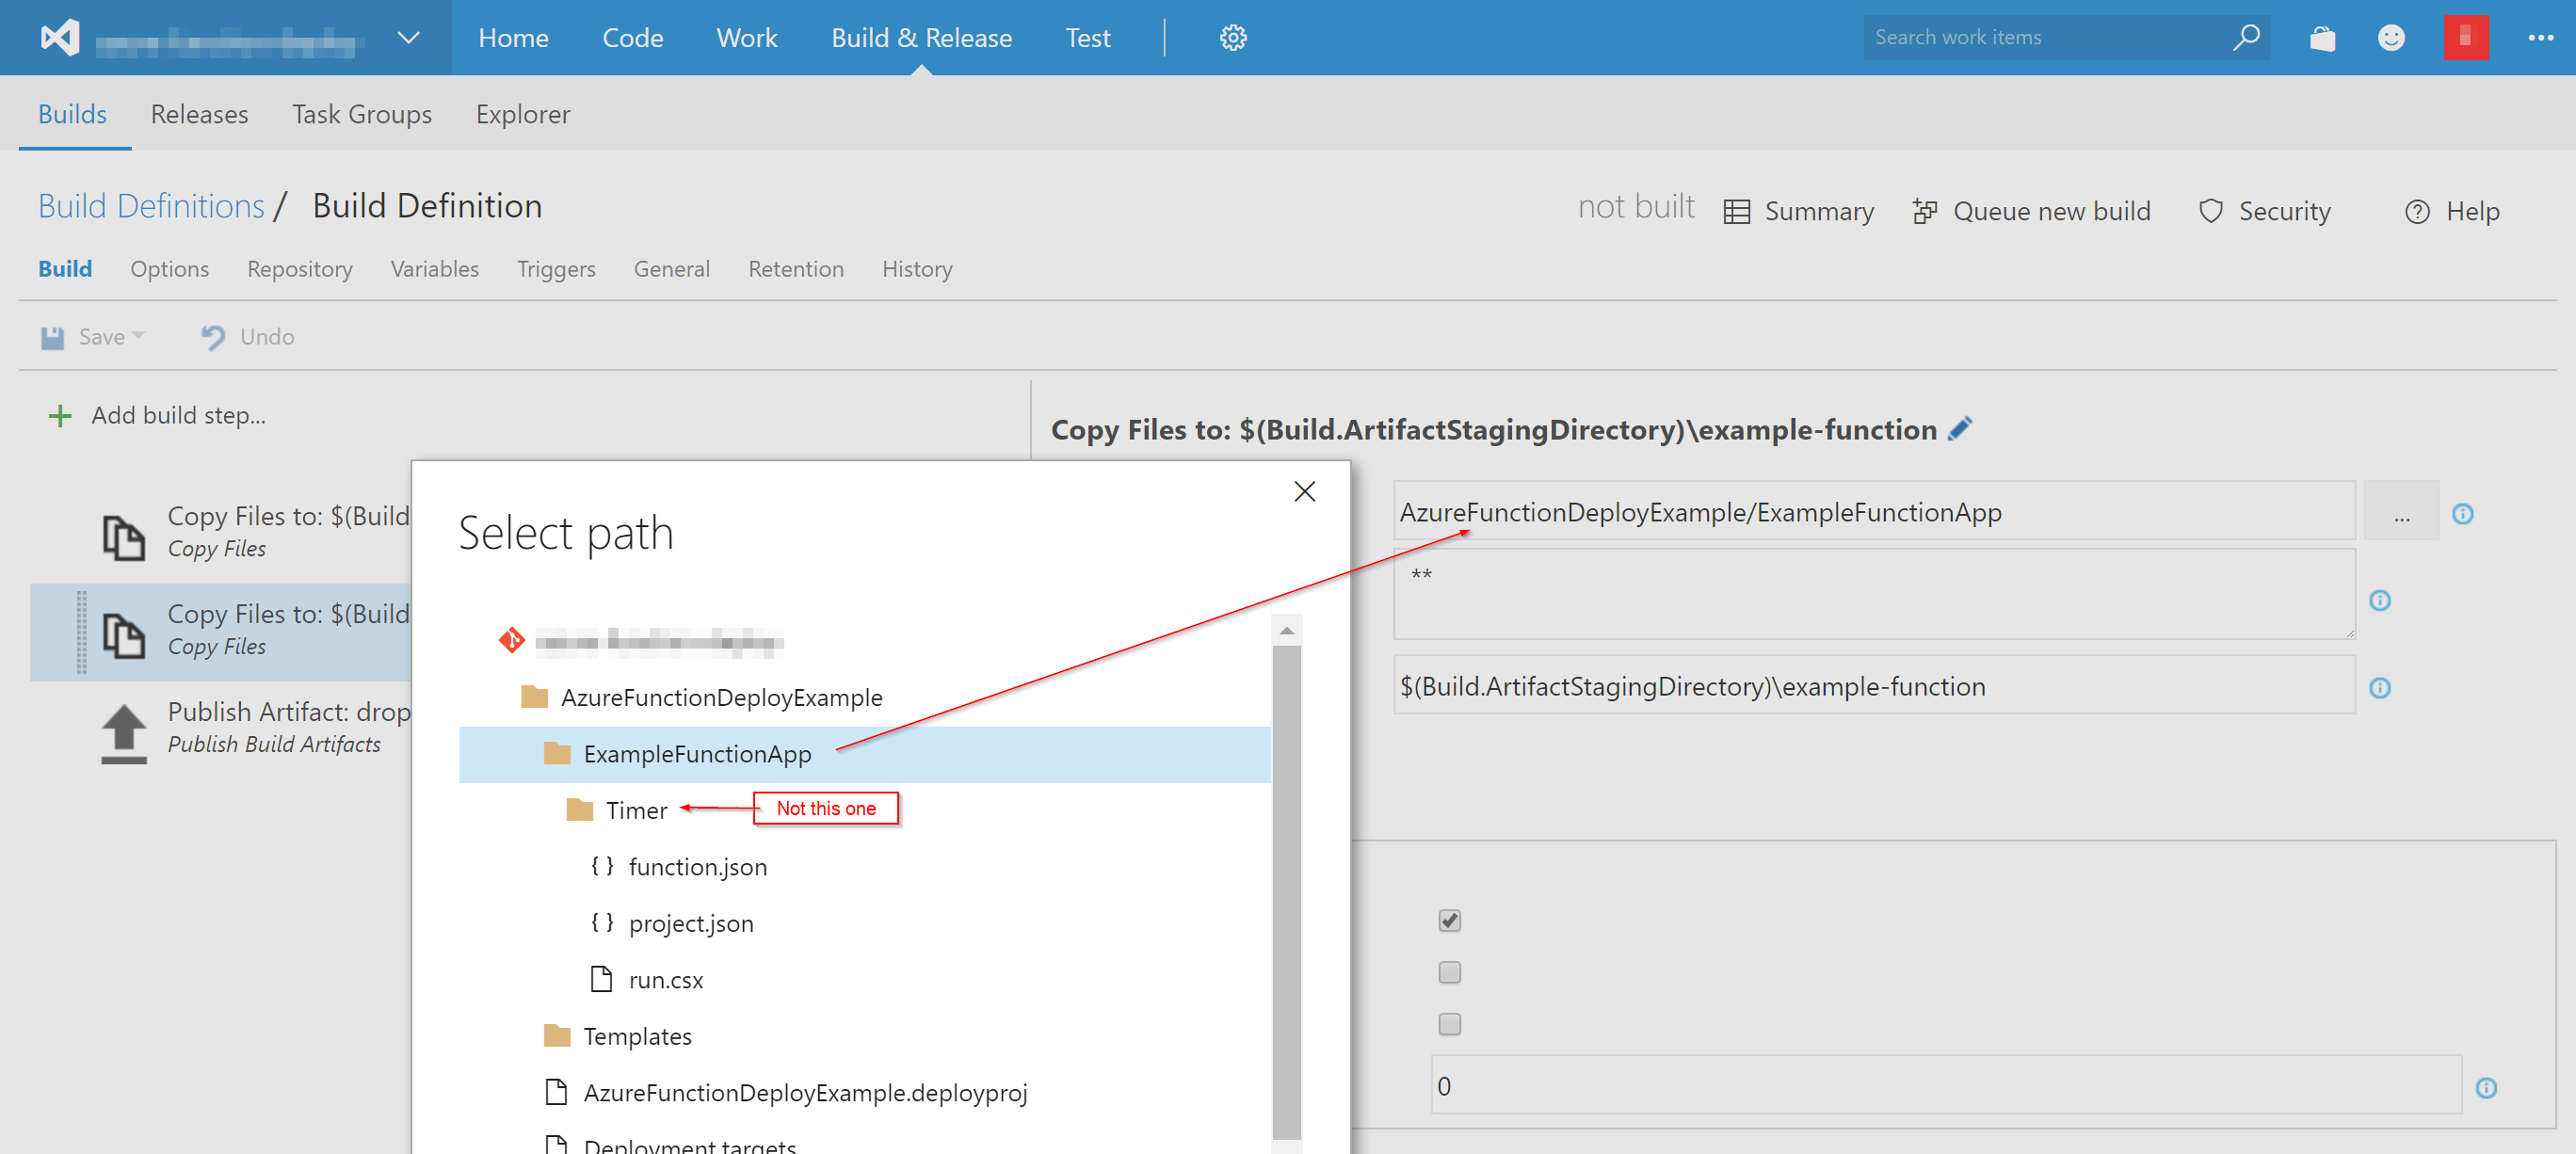 Home Code Work Build & Release Test Search work items
Builds Releases Task Groups Explorer
Build Definitions / Build Definition
not built Summary Queue new build Security Help
Build Options Repository Variables Triggers General Retention History
Save Undo
Add build step...
Copy Files to: $(Build
Copy Files
Copy Files to: $(Build
Copy Files
Publish Artifact: drop
Publish Build Artifacts
Select path
AzureFunctionDeployExample
ExampleFunctionApp
Timer
Not this one
function.json
project.json
run.csx
Templates
AzureFunctionDeployExample.deployproj
Deployment.targets
Copy Files to: $(Build.ArtifactStagingDirectory)\example-function
AzureFunctionDeployExample/ExampleFunctionApp
...
**
$(Build.ArtifactStagingDirectory)\example-function
0